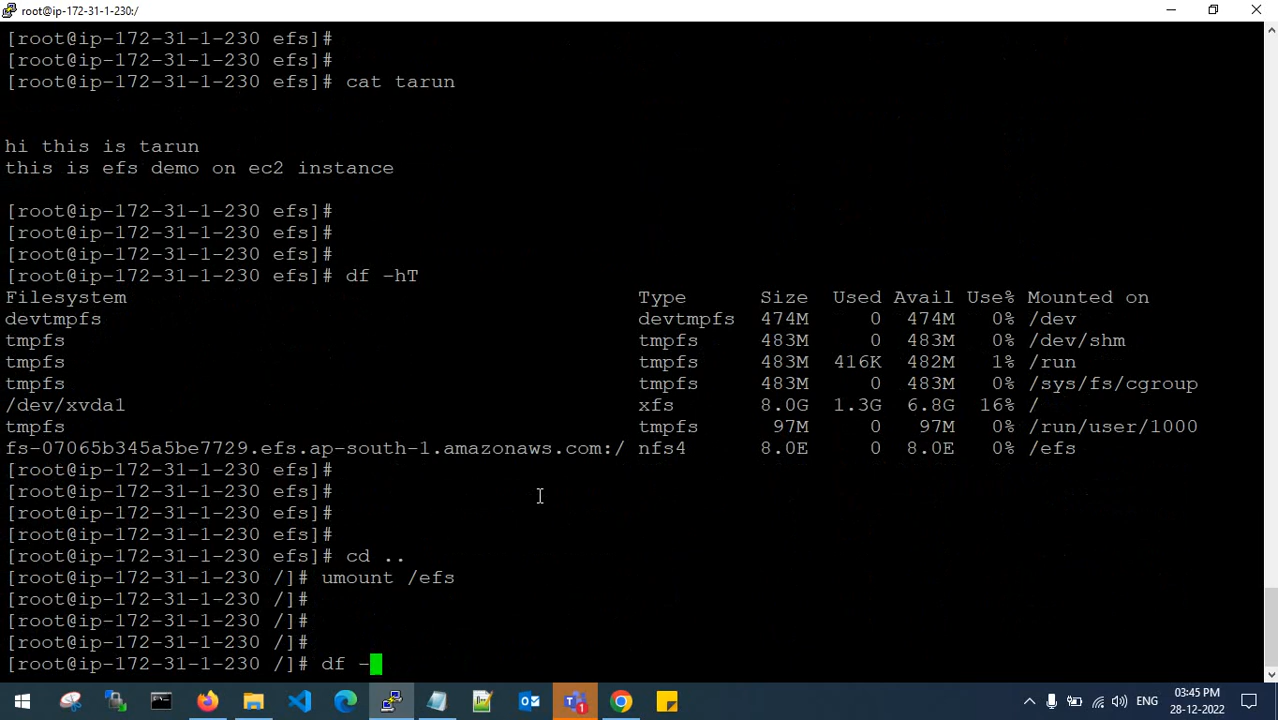 root@ip-172-31-1-230:/
[root@ip-172-31-1-230 efs]#
[root@ip-172-31-1-230 efs]#
[root@ip-172-31-1-230 efs]# cat tarun
hi this is tarun
this is efs demo on ec2 instance
[root@ip-172-31-1-230 efs]#
[root@ip-172-31-1-230 efs]#
[root@ip-172-31-1-230 efs]#
[root@ip-172-31-1-230 efs]# df -hT
Filesystem Type Size Used Avail Use% Mounted on
devtmpfs devtmpfs 474M 0 474M 0% /dev
tmpfs tmpfs 483M 0 483M 0% /dev/shm
tmpfs tmpfs 483M 416K 482M 1% /run
tmpfs tmpfs 483M 0 483M 0% /sys/fs/cgroup
/dev/xvda1 xfs 8.0G 1.3G 6.8G 16% /
tmpfs tmpfs 97M 0 97M 0% /run/user/1000
fs-07065b345a5be7729.efs.ap-south-1.amazonaws.com:/ nfs4 8.0E 0 8.0E 0% /efs
[root@ip-172-31-1-230 efs]#
[root@ip-172-31-1-230 efs]#
[root@ip-172-31-1-230 efs]#
[root@ip-172-31-1-230 efs]#
[root@ip-172-31-1-230 efs]# cd ..
[root@ip-172-31-1-230 /]# umount /efs
[root@ip-172-31-1-230 /]#
[root@ip-172-31-1-230 /]#
[root@ip-172-31-1-230 /]#
[root@ip-172-31-1-230 /]# df -
1
ENG
03:45 PM
28-12-2022